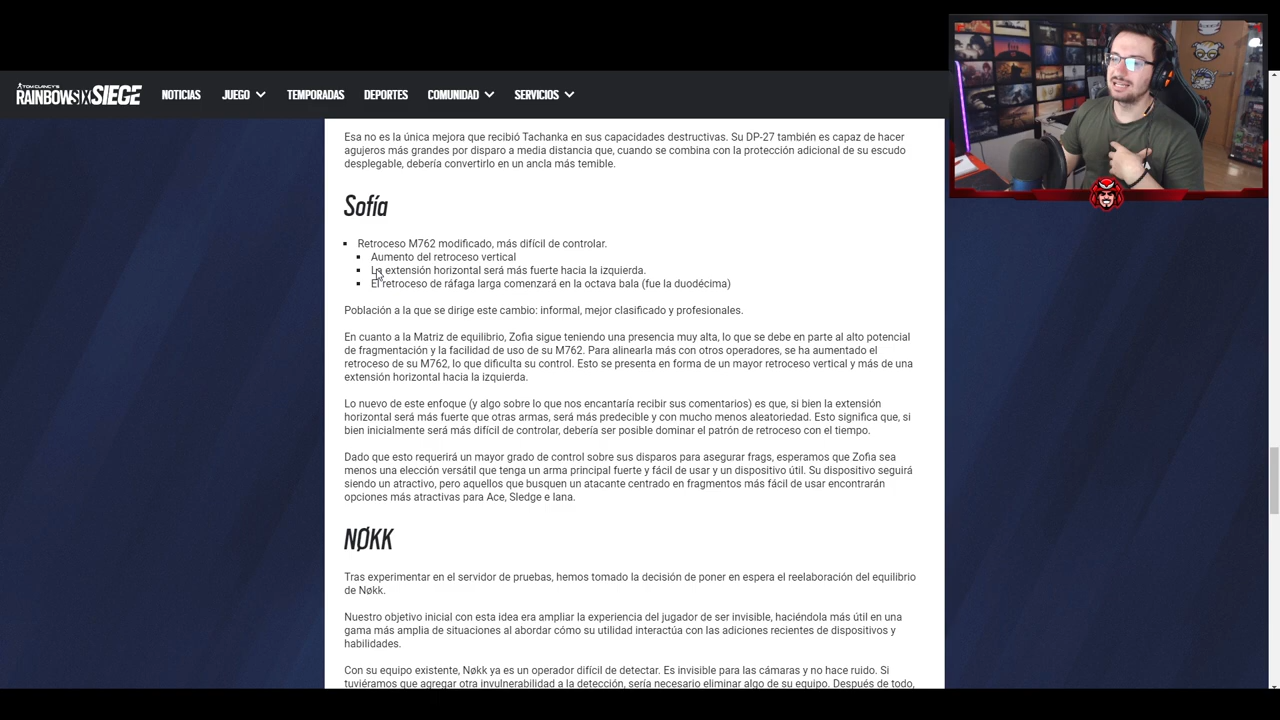 TOM CLANCY'S
RAINBOWSIX SIEGE
NOTICIAS JUEGO TEMPORADAS DEPORTES COMUNIDAD SERVICIOS
Esa no es la única mejora que recibió Tachanka en sus capacidades destructivas. Su DP-27 también es capaz de hacer
agujeros más grandes por disparo a media distancia que, cuando se combina con la protección adicional de su escudo
desplegable, debería convertirlo en un ancla más temible.
Sofía
▪ Retroceso M762 modificado, más difícil de controlar.
▪ Aumento del retroceso vertical
▪ La extensión horizontal será más fuerte hacia la izquierda.
▪ El retroceso de ráfaga larga comenzará en la octava bala (fue la duodécima)
Población a la que se dirige este cambio: informal, mejor clasificado y profesionales.
En cuanto a la Matriz de equilibrio, Zofia sigue teniendo una presencia muy alta, lo que se debe en parte al alto potencial
de fragmentación y la facilidad de uso de su M762. Para alinearla más con otros operadores, se ha aumentado el
retroceso de su M762, lo que dificulta su control. Esto se presenta en forma de un mayor retroceso vertical y más de una
extensión horizontal hacia la izquierda.
Lo nuevo de este enfoque (y algo sobre lo que nos encantaría recibir sus comentarios) es que, si bien la extensión
horizontal será más fuerte que otras armas, será más predecible y con mucho menos aleatoriedad. Esto significa que, si
bien inicialmente será más difícil de controlar, debería ser posible dominar el patrón de retroceso con el tiempo.
Dado que esto requerirá un mayor grado de control sobre sus disparos para asegurar frags, esperamos que Zofia sea
menos una elección versátil que tenga un arma principal fuerte y fácil de usar y un dispositivo útil. Su dispositivo seguirá
siendo un atractivo, pero aquellos que busquen un atacante centrado en fragmentos más fácil de usar encontrarán
opciones más atractivas para Ace, Sledge e Iana.
NØKK
Tras experimentar en el servidor de pruebas, hemos tomado la decisión de poner en espera el reelaboración del equilibrio
de Nøkk.
Nuestro objetivo inicial con esta idea era ampliar la experiencia del jugador de ser invisible, haciéndola más útil en una
gama más amplia de situaciones al abordar cómo su utilidad interactúa con las adiciones recientes de dispositivos y
habilidades.
Con su equipo existente, Nøkk ya es un operador difícil de detectar. Es invisible para las cámaras y no hace ruido. Si
tuviéramos que agregar otra invulnerabilidad a la detección, sería necesario eliminar algo de su equipo. Después de todo,